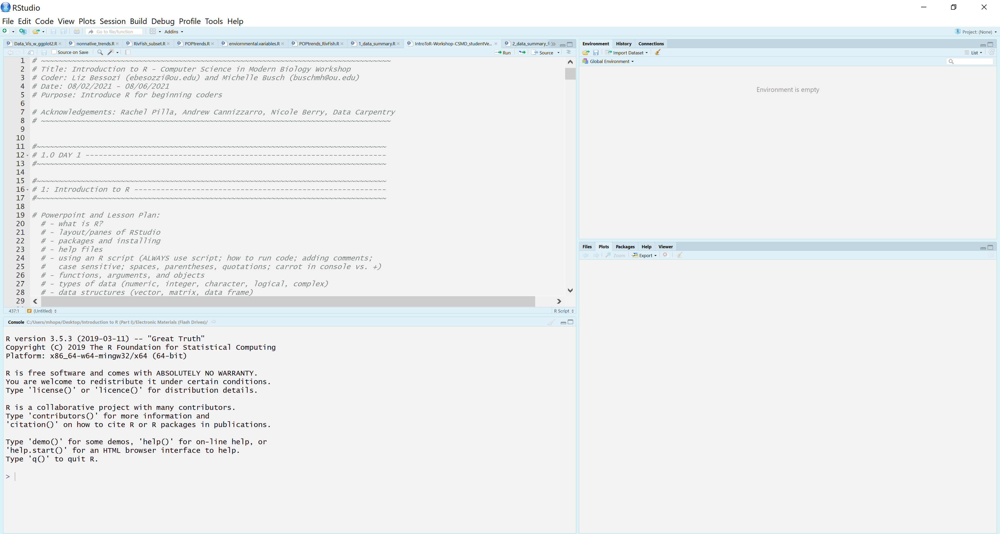 RStudio
File Edit Code View Plots Session Build Debug Profile Tools Help
Go to file/function Addins Project: (None)
Data_Vis_w_ggplot2.R nonnative_trends.R RivFish_subset.R POPtrends.R enviornmental.variables.R POPtrends_RivFish.R 1_data_summary.R IntroToR-Workshop-CSMD_studentVe... 2_data_summary_fi
Source on Save Run Source
1 # ~~~~~~~~~~~~~~~~~~~~~~~~~~~~~~~~~~~~~~~~~~~~~~~~~~~~~~~~~~~~~~~~~~~~~~~~~~~~~~~
2 # Title: Introduction to R - Computer Science in Modern Biology Workshop
3 # Coder: Liz Bessozi (ebesozzi@ou.edu) and Michelle Busch (buschmh@ou.edu)
4 # Date: 08/02/2021 - 08/06/2021
5 # Purpose: Introduce R for beginning coders
6
7 # Acknowledgements: Rachel Pilla, Andrew Cannizzarro, Nicole Berry, Data Carpentry
8 # ~~~~~~~~~~~~~~~~~~~~~~~~~~~~~~~~~~~~~~~~~~~~~~~~~~~~~~~~~~~~~~~~~~~~~~~~~~~~~~~
9
10
11 #~~~~~~~~~~~~~~~~~~~~~~~~~~~~~~~~~~~~~~~~~~~~~~~~~~~~~~~~~~~~~~~~~~~~~~~~~~~~~~~
12 # 1.0 DAY 1 --------------------------------------------------------------------
13 #~~~~~~~~~~~~~~~~~~~~~~~~~~~~~~~~~~~~~~~~~~~~~~~~~~~~~~~~~~~~~~~~~~~~~~~~~~~~~~~
14
15 #~~~~~~~~~~~~~~~~~~~~~~~~~~~~~~~~~~~~~~~~~~~~~~~~~~~~~~~~~~~~~~~~~~~~~~~~~~~~~~~
16 # 1: Introduction to R ---------------------------------------------------------
17 #~~~~~~~~~~~~~~~~~~~~~~~~~~~~~~~~~~~~~~~~~~~~~~~~~~~~~~~~~~~~~~~~~~~~~~~~~~~~~~~
18
19 # Powerpoint and Lesson Plan:
20 # - what is R?
21 # - layout/panes of RStudio
22 # - packages and installing
23 # - help files
24 # - using an R script (ALWAYS use script; how to run code; adding comments;
25 # case sensitive; spaces, parentheses, quotations; carrot in console vs. +)
26 # - functions, arguments, and objects
27 # - types of data (numeric, integer, character, logical, complex)
28 # - data structures (vector, matrix, data frame)
29
437:1 (Untitled) R Script
Console C:/Users/mhope/Desktop/Introduction to R (Part I)/Electronic Materials (Flash Drives)/
R version 3.5.3 (2019-03-11) -- "Great Truth"
Copyright (C) 2019 The R Foundation for Statistical Computing
Platform: x86_64-w64-mingw32/x64 (64-bit)
R is free software and comes with ABSOLUTELY NO WARRANTY.
You are welcome to redistribute it under certain conditions.
Type 'license()' or 'licence()' for distribution details.
R is a collaborative project with many contributors.
Type 'contributors()' for more information and
'citation()' on how to cite R or R packages in publications.
Type 'demo()' for some demos, 'help()' for on-line help, or
'help.start()' for an HTML browser interface to help.
Type 'q()' to quit R.
>
Environment History Connections
Import Dataset List
Global Environment
Environment is empty
Files Plots Packages Help Viewer
Zoom Export